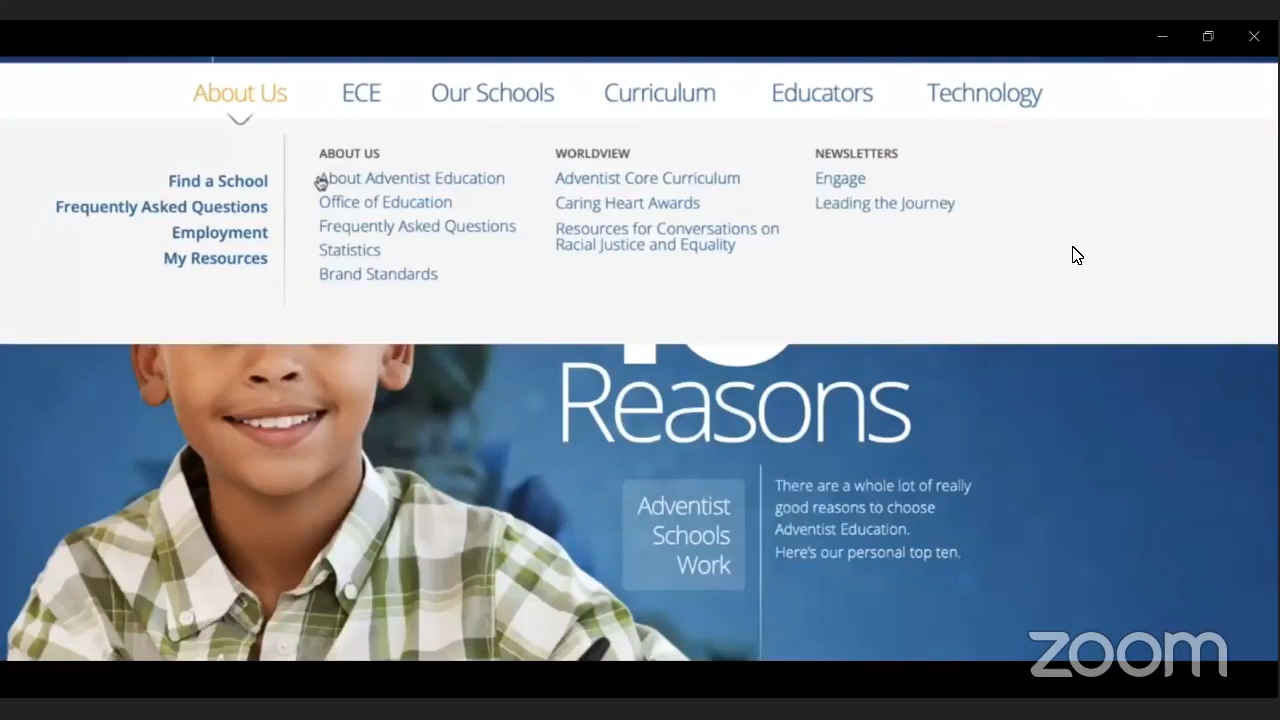 About Us
ECE
Our Schools
Curriculum
Educators
Technology
Find a School
Frequently Asked Questions
Employment
My Resources
ABOUT US
About Adventist Education
Office of Education
Frequently Asked Questions
Statistics
Brand Standards
WORLDVIEW
Adventist Core Curriculum
Caring Heart Awards
Resources for Conversations on
Racial Justice and Equality
NEWSLETTERS
Engage
Leading the Journey
Reasons
Adventist
Schools
Work
There are a whole lot of really
good reasons to choose
Adventist Education.
Here's our personal top ten.
zoom